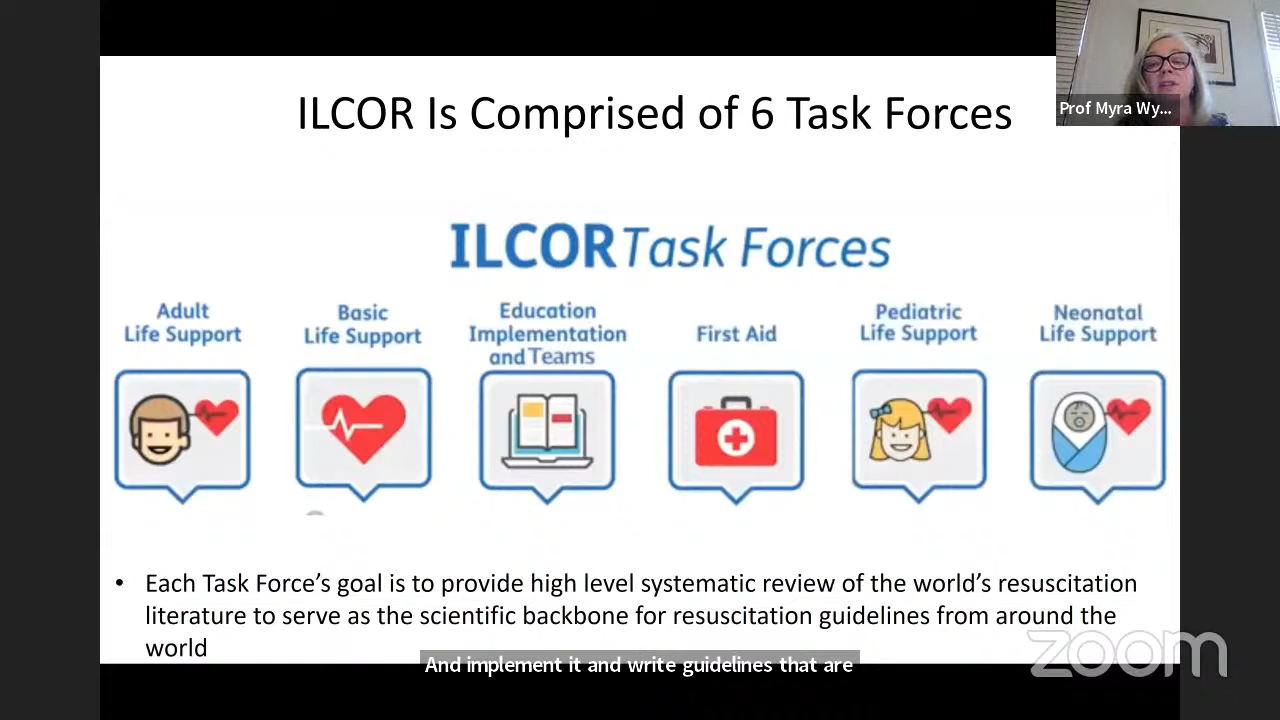 ILCOR Is Comprised of 6 Task Forces
Prof Myra Wy...
ILCOR Task Forces
Adult
Life Support
Basic
Life Support
Education
Implementation
and Teams
First Aid
Pediatric
Life Support
Neonatal
Life Support
• Each Task Force's goal is to provide high level systematic review of the world's resuscitation
literature to serve as the scientific backbone for resuscitation guidelines from around the
world
zoom
And implement it and write guidelines that are